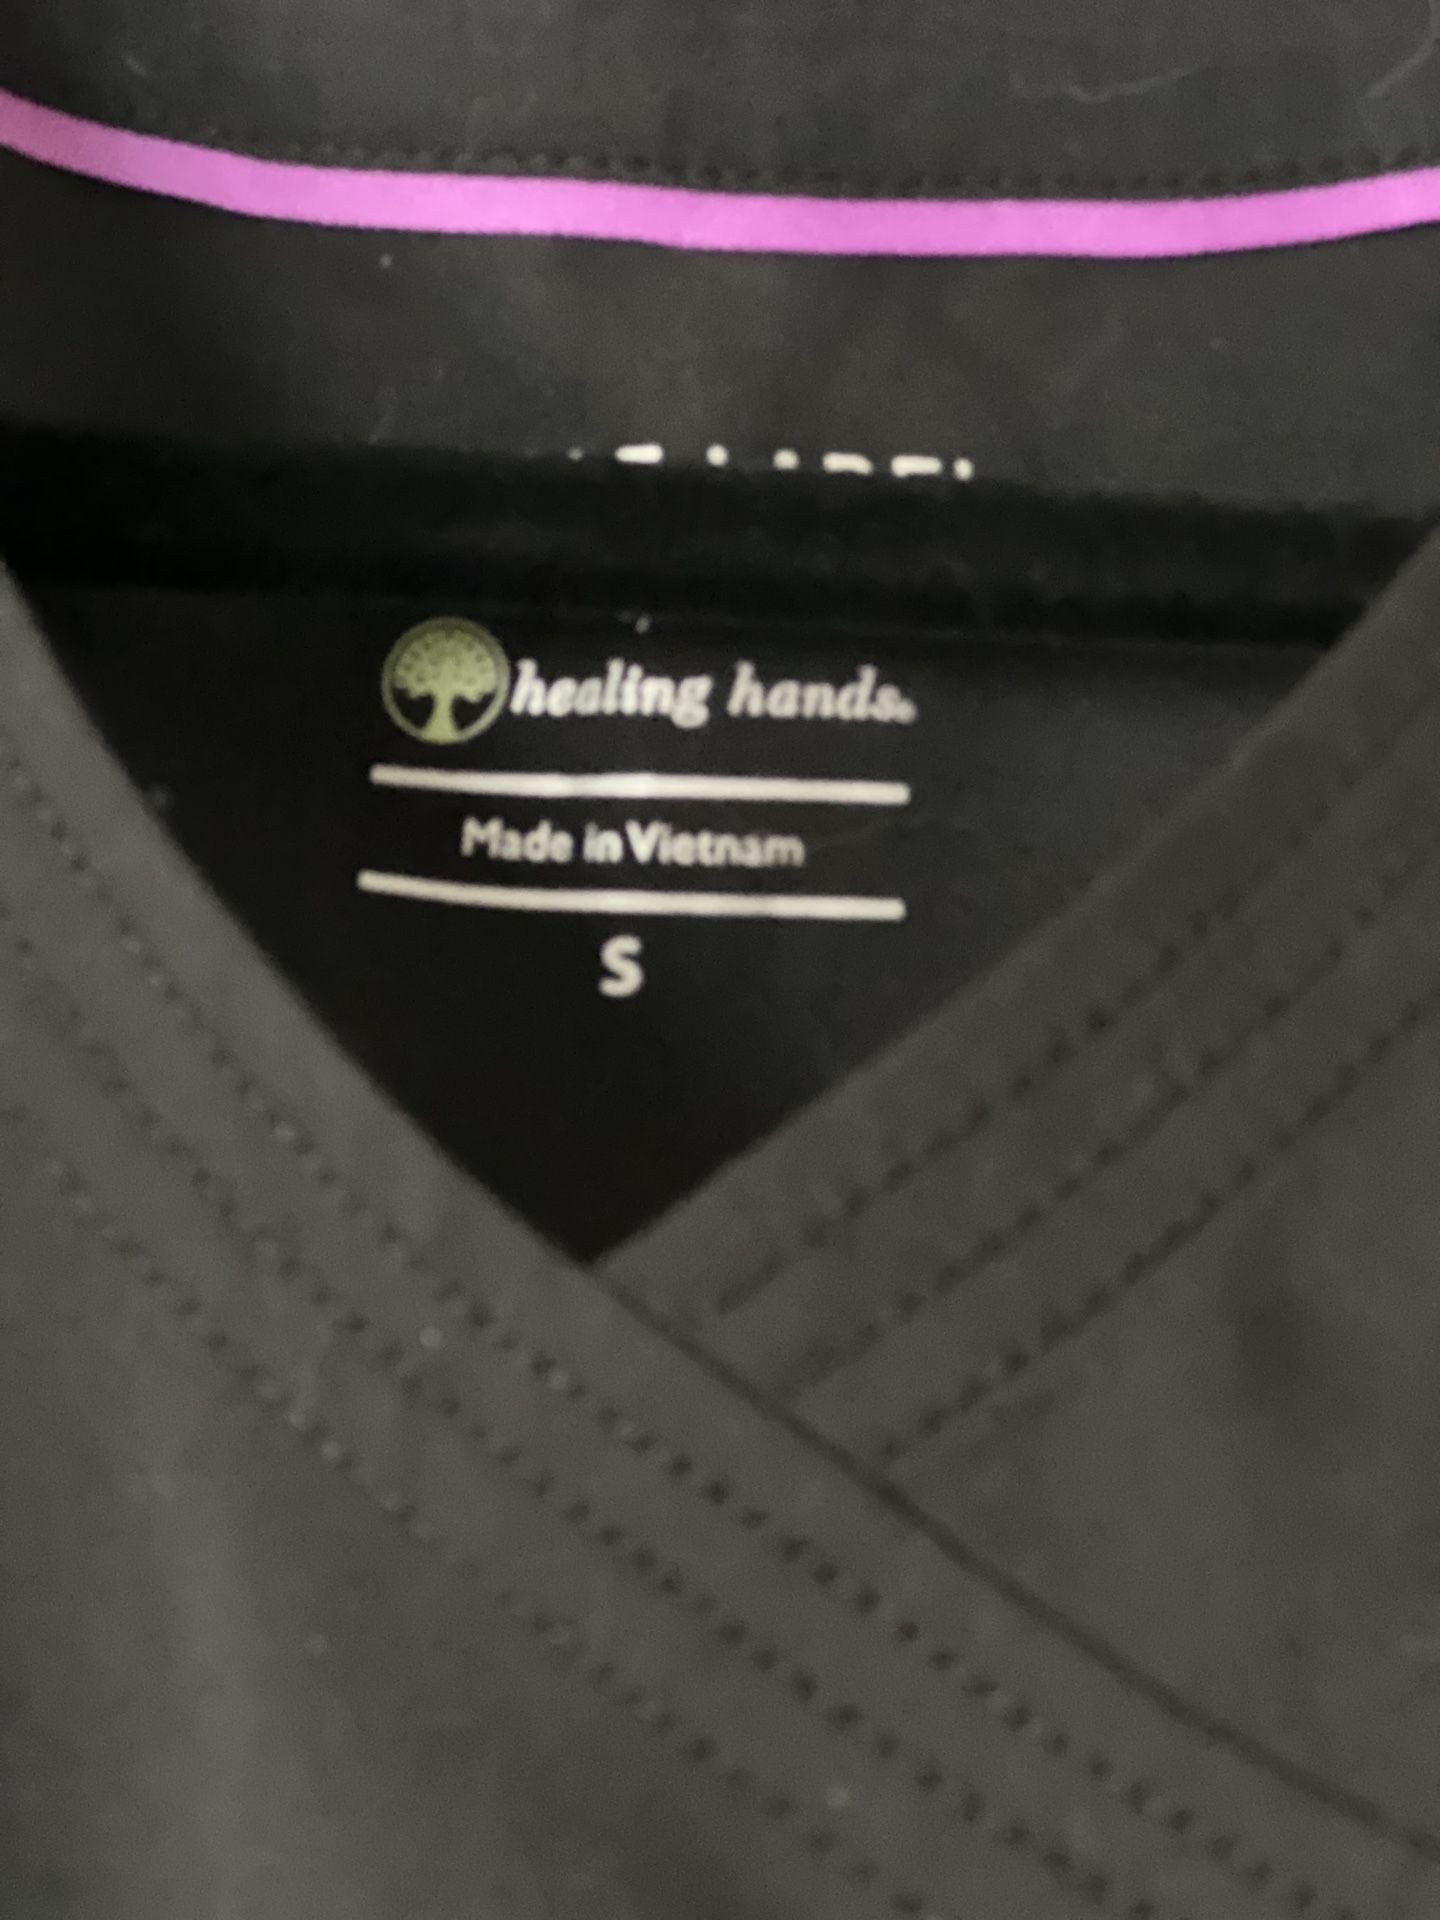 healing hands.
Made in Vietnam
S